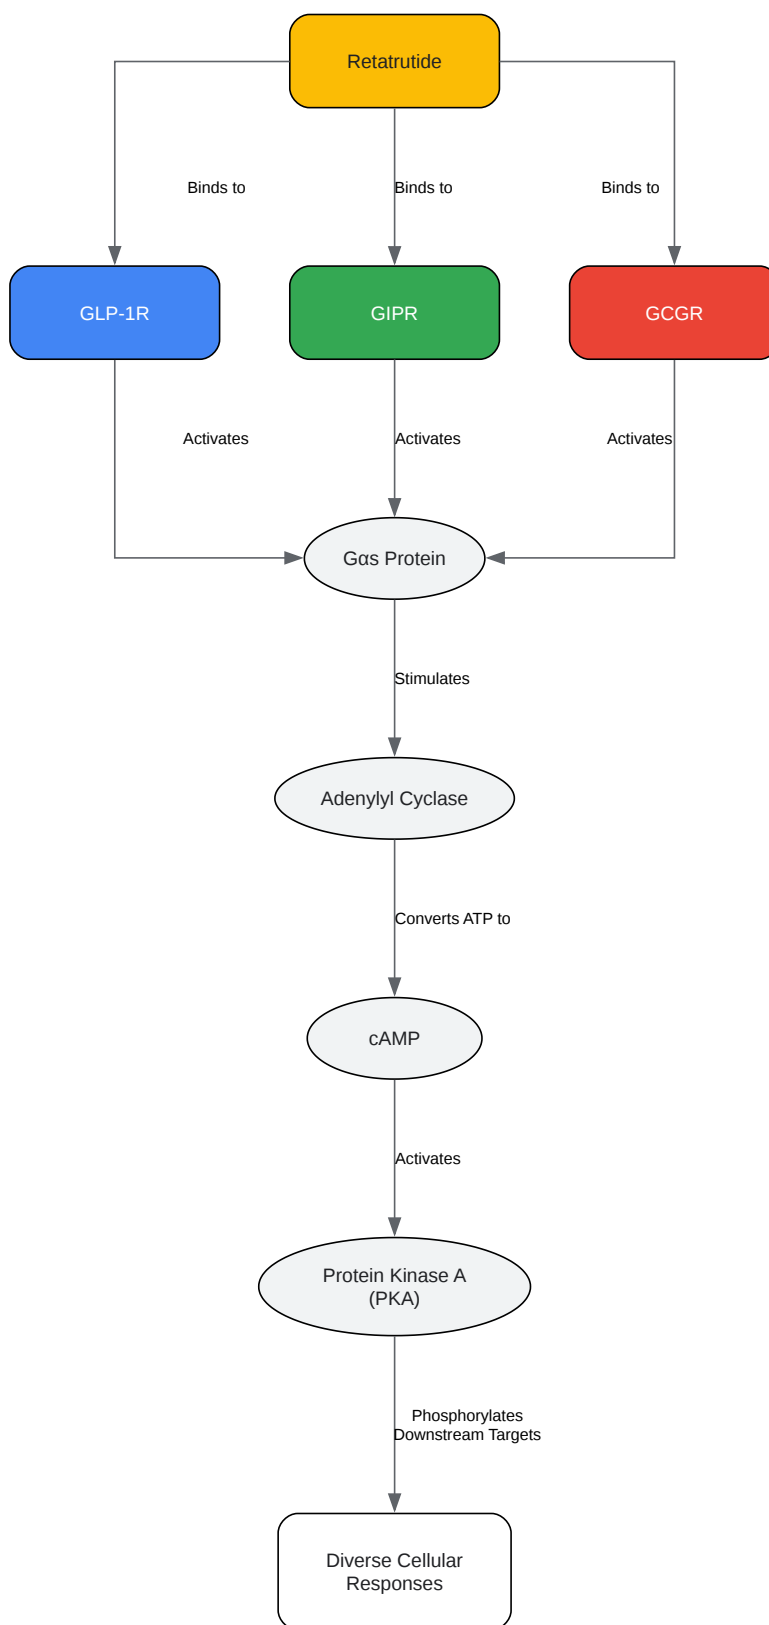 Retatrutide
Binds to
Binds to
Binds to
GLP-1R
GIPR
GCGR
Activates
Activates
Activates
Gαs Protein
Stimulates
Adenylyl Cyclase
Converts ATP to
cAMP
Activates
Protein Kinase A
(PKA)
Phosphorylates
Downstream Targets
Diverse Cellular
Responses